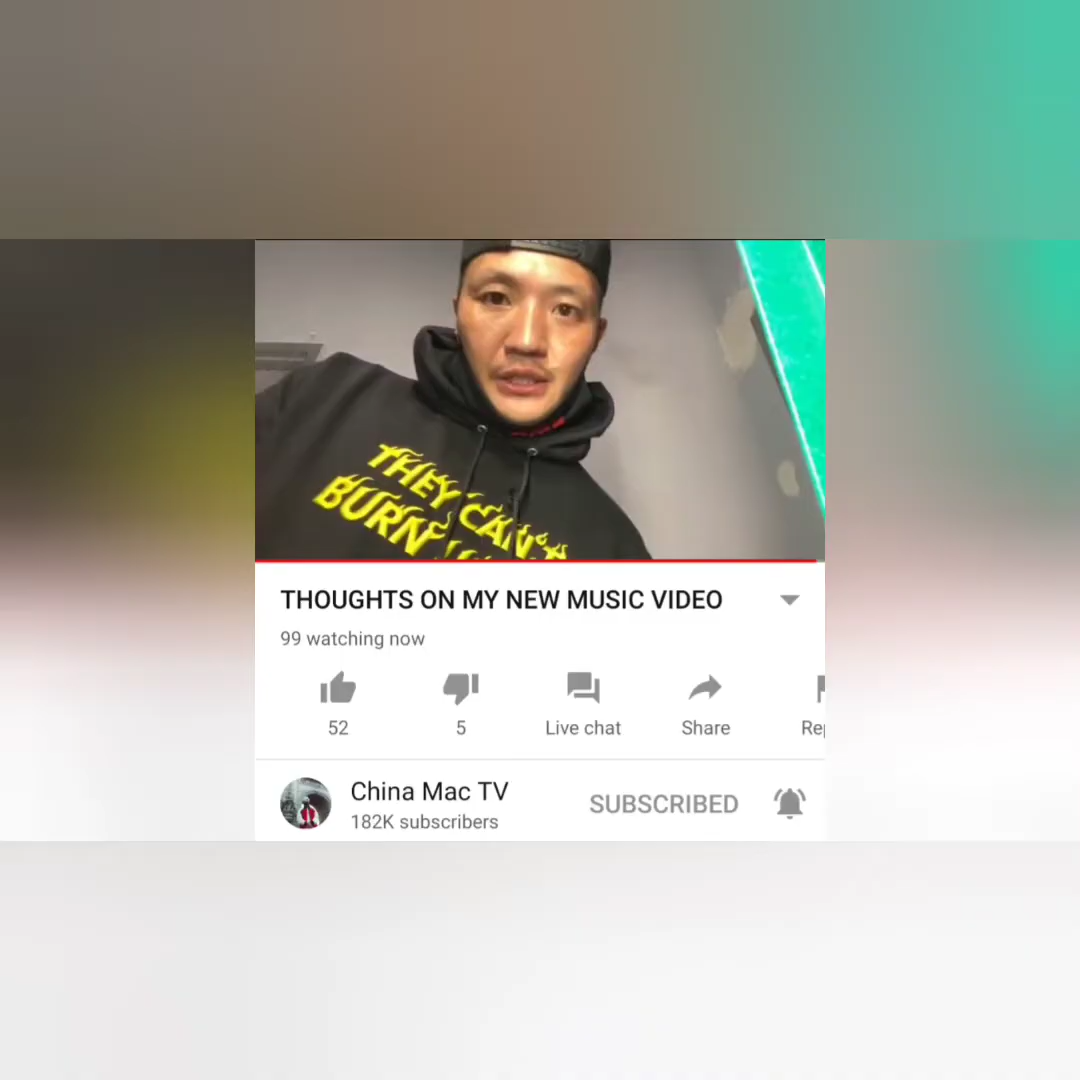 THEY CAN'T
BURN
THOUGHTS ON MY NEW MUSIC VIDEO
99 watching now
52
5
Live chat
Share
China Mac TV
182K subscribers
SUBSCRIBED